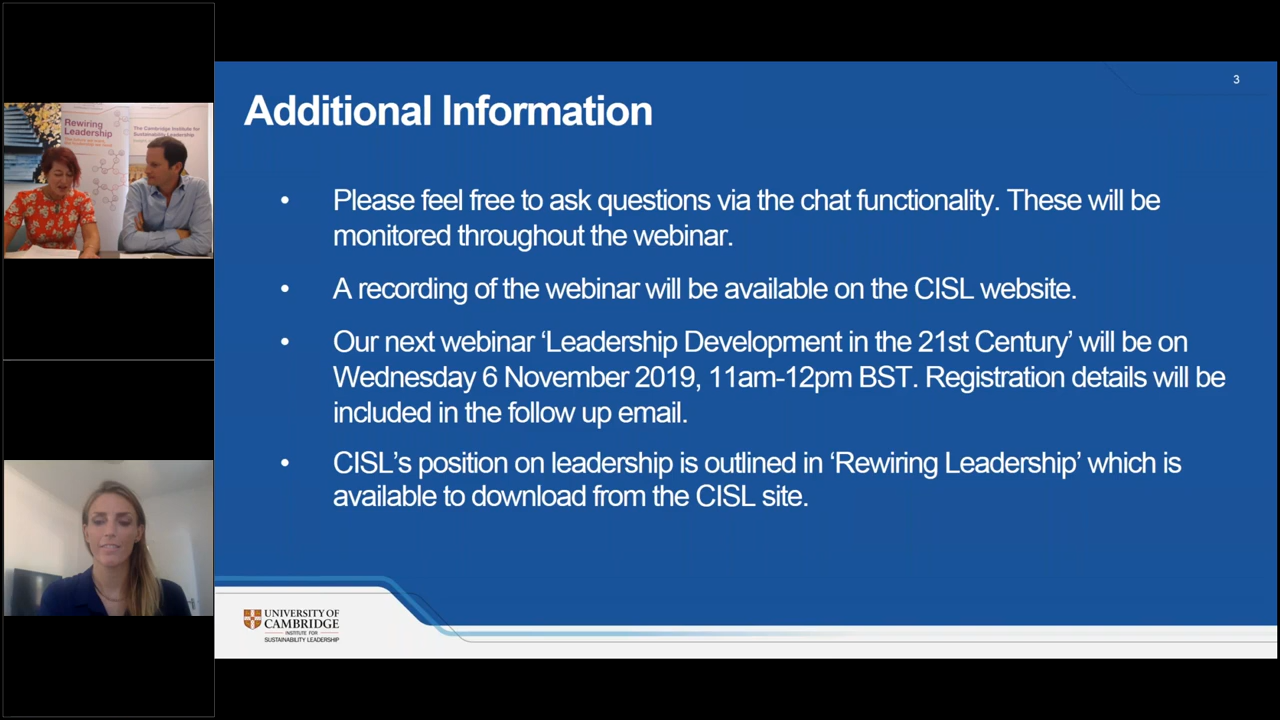 3
Additional Information
• Please feel free to ask questions via the chat functionality. These will be
monitored throughout the webinar.
• A recording of the webinar will be available on the CISL website.
• Our next webinar ‘Leadership Development in the 21st Century’ will be on
Wednesday 6 November 2019, 11am-12pm BST. Registration details will be
included in the follow up email.
• CISL’s position on leadership is outlined in ‘Rewiring Leadership’ which is
available to download from the CISL site.
UNIVERSITY OF
CAMBRIDGE
INSTITUTE FOR
SUSTAINABILITY LEADERSHIP
Rewiring
Leadership
The Cambridge Institute for
Sustainability Leadership